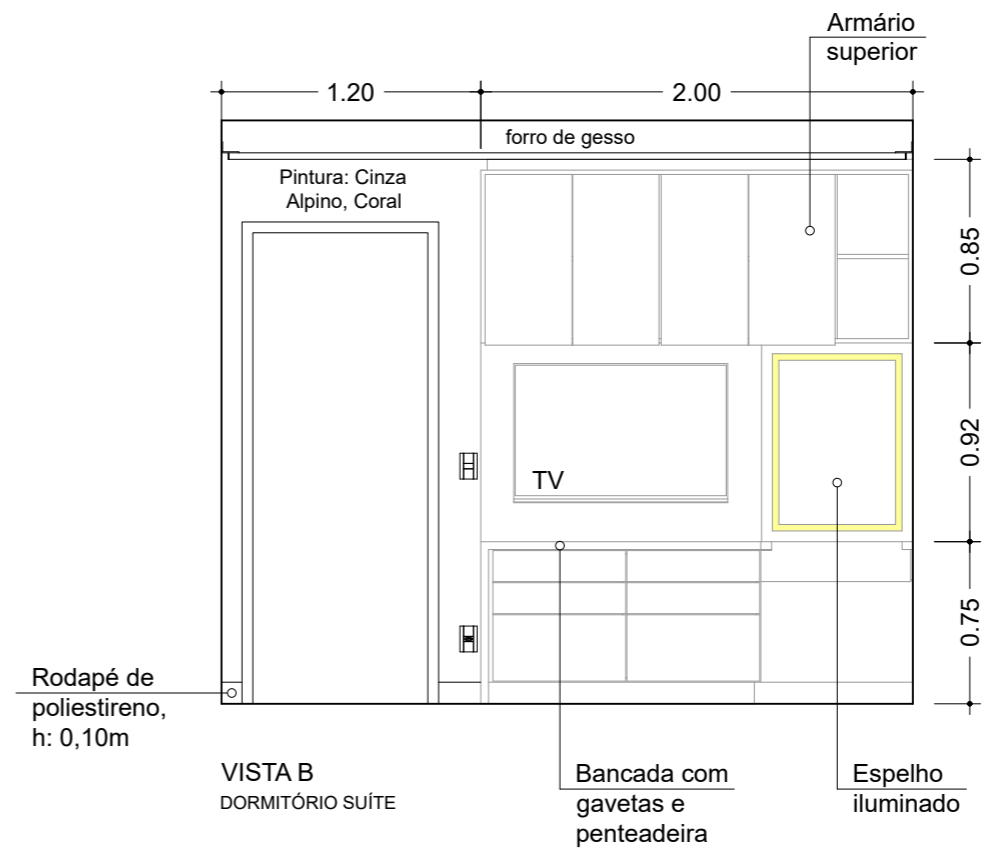 Armário
superior
1.20
2.00
forro de gesso
Pintura: Cinza
Alpino, Coral
0.85
0.92
TV
0.75
Rodapé de
poliestireno,
h: 0,10m
VISTA B
DORMITÓRIO SUÍTE
Bancada com
gavetas e
penteadeira
Espelho
iluminado